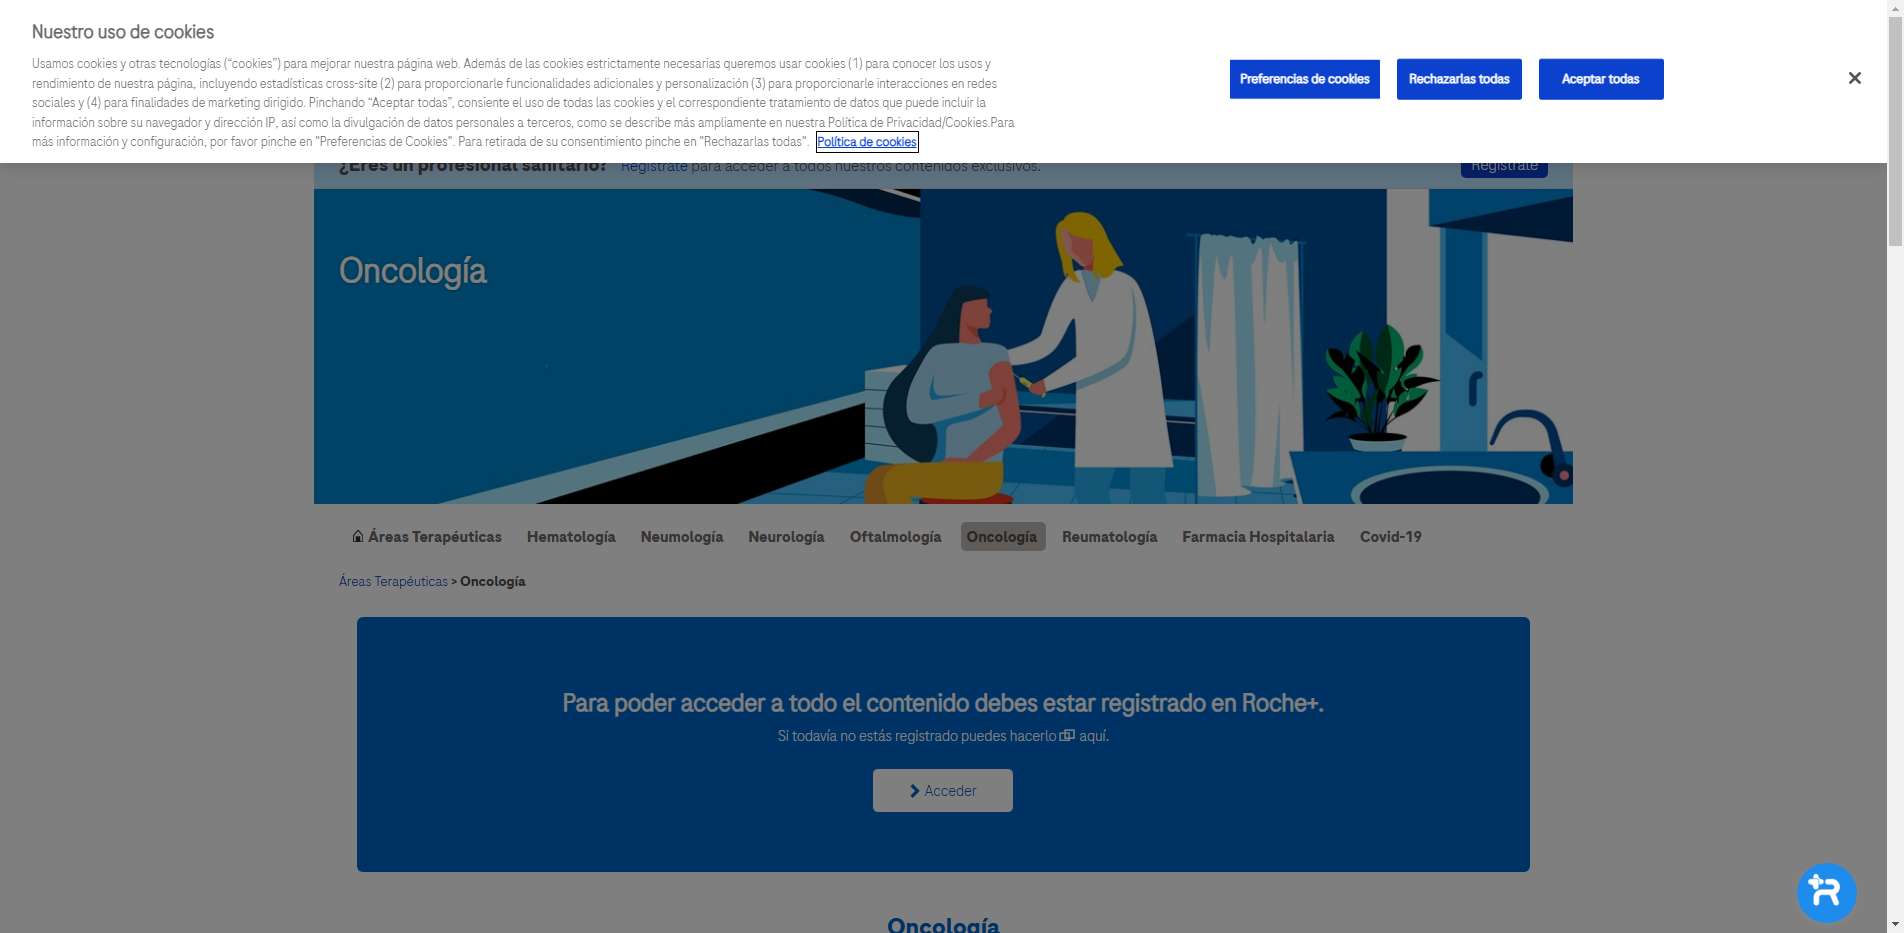 Nuestro uso de cookies
Usamos cookies y otras tecnologías (“cookies”) para mejorar nuestra página web. Además de las cookies estrictamente necesarias queremos usar cookies (1) para conocer los usos y
rendimiento de nuestra página, incluyendo estadísticas cross-site (2) para proporcionarle funcionalidades adicionales y personalización (3) para proporcionarle interacciones en redes
sociales y (4) para finalidades de marketing dirigido. Pinchando “Aceptar todas”, consiente el uso de todas las cookies y el correspondiente tratamiento de datos que puede incluir la
información sobre su navegador y dirección IP, así como la divulgación de datos personales a terceros, como se describe más ampliamente en nuestra Política de Privacidad/Cookies.Para
más información y configuración, por favor pinche en "Preferencias de Cookies". Para retirada de su consentimiento pinche en "Rechazarlas todas". Política de cookies
Preferencias de cookies Rechazarlas todas Aceptar todas
¿Eres un profesional sanitario? Regístrate para acceder a todos nuestros contenidos exclusivos. Regístrate
Oncología
Áreas Terapéuticas Hematología Neumología Neurología Oftalmología Oncología Reumatología Farmacia Hospitalaria Covid-19
Áreas Terapéuticas > Oncología
Para poder acceder a todo el contenido debes estar registrado en Roche+.
Si todavía no estás registrado puedes hacerlo aquí.
Acceder
Oncología